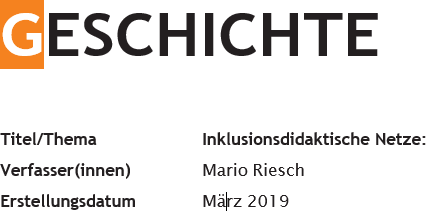 GESCHICHTE
Titel/Thema Inklusionsdidaktische Netze:
Verfasser(innen) Mario Riesch
Erstellungsdatum März 2019